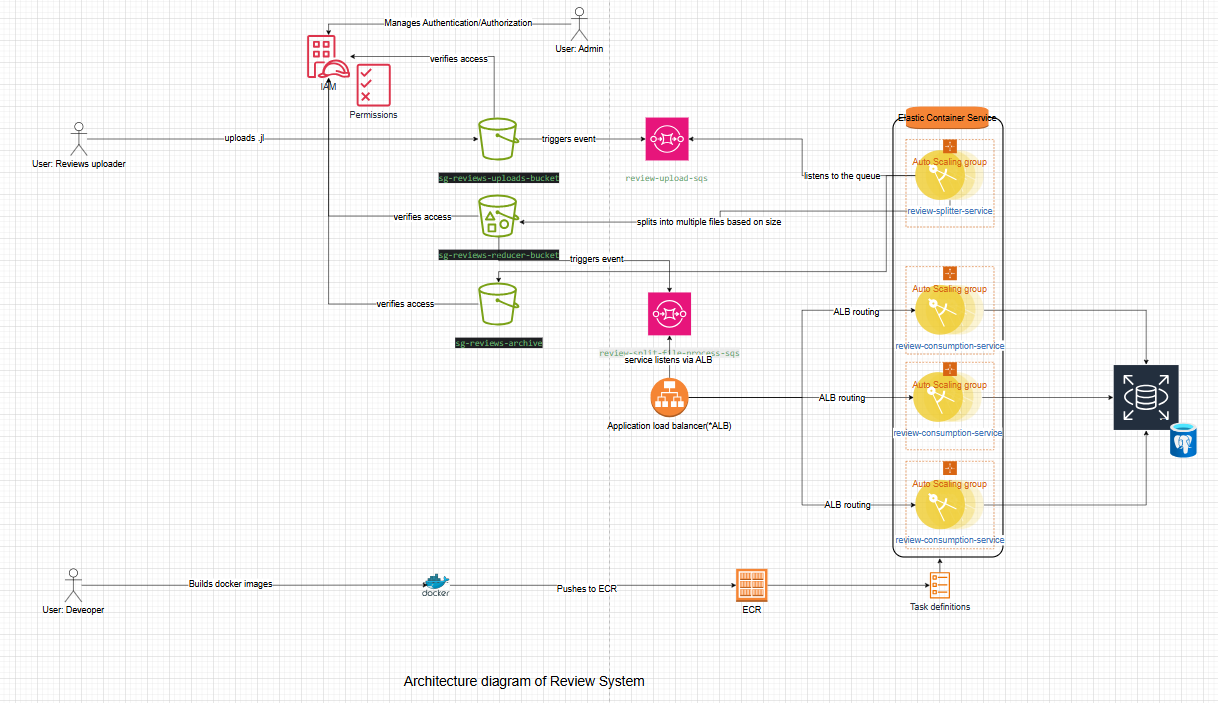 Manages Authentication/Authorization
User: Admin
verifies access
IAM
Permissions
Elastic Container Service
uploads .jl
triggers event
User: Reviews uploader
Auto Scaling group
sg-reviews-uploads-bucket
review-upload-sqs
listens to the queue
review-splitter-service
verifies access
splits into multiple files based on size
sg-reviews-reducer-bucket
triggers event
Auto Scaling group
verifies access
ALB routing
sg-reviews-archive
review-consumption-service
review-split-file-process-sqs
service listens via ALB
Auto Scaling group
ALB routing
Application load balancer(*ALB)
review-consumption-service
Auto Scaling group
ALB routing
review-consumption-service
Builds docker images
docker
Pushes to ECR
User: Deveoper
ECR
Task definitions
Architecture diagram of Review System